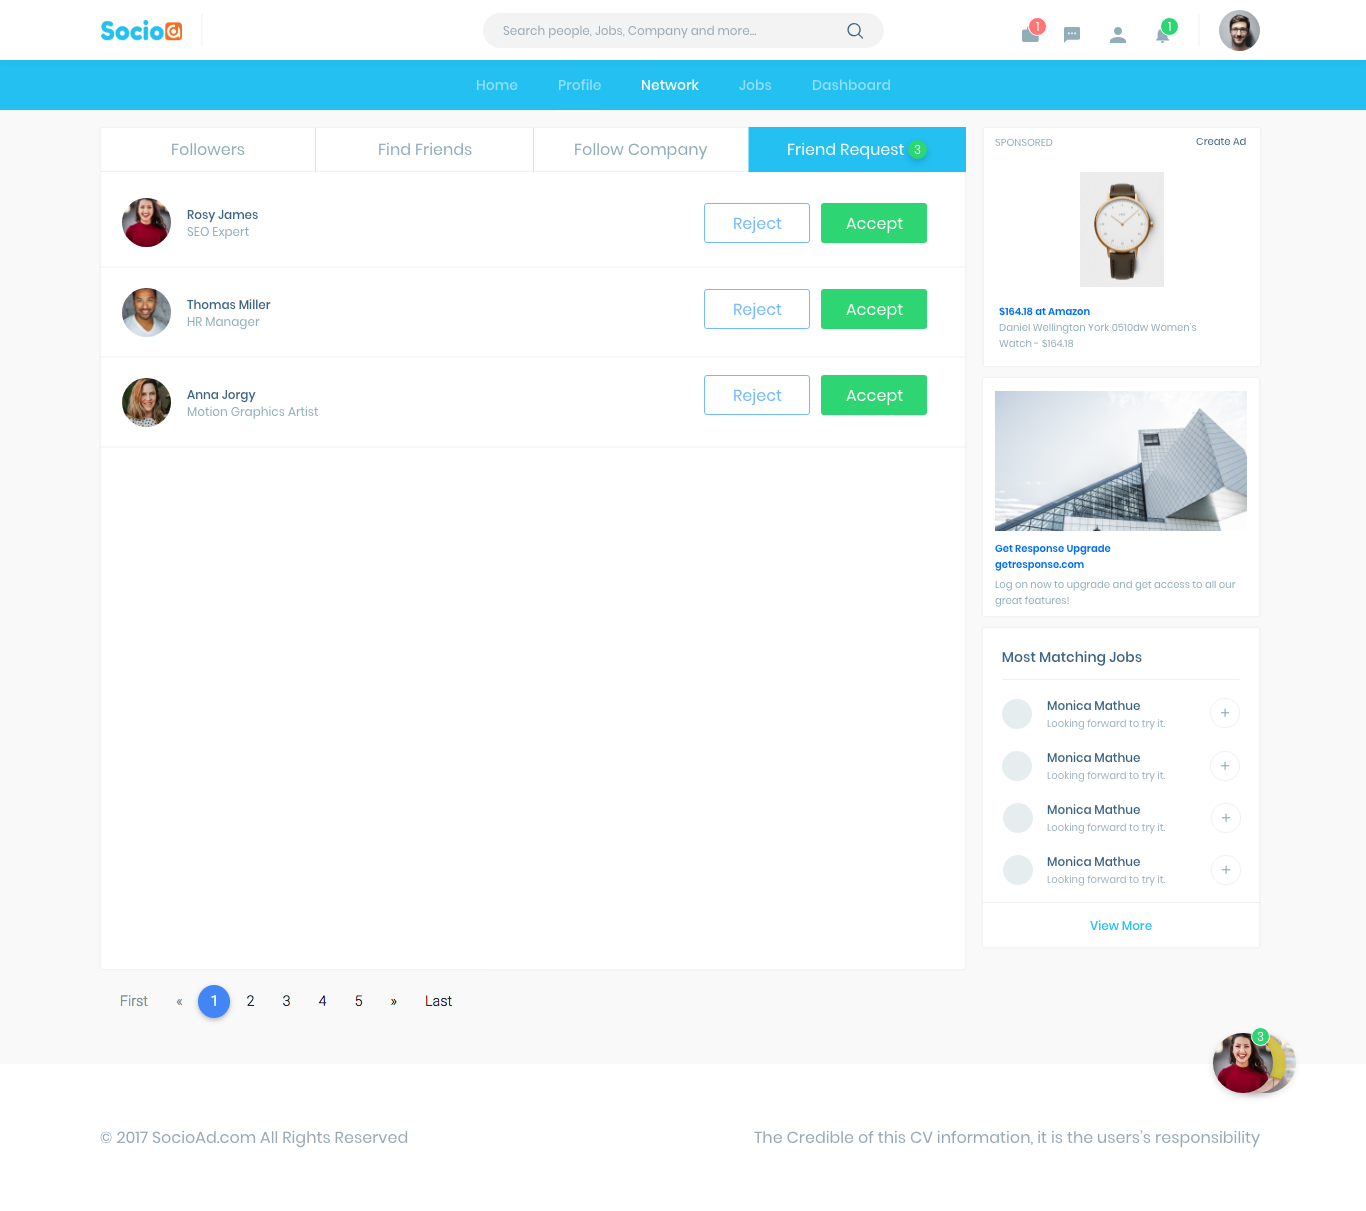 Socioa
Search people, Jobs, Company and more...
1
1
Home Profile Network Jobs Dashboard
Followers Find Friends Follow Company Friend Request 3
Rosy James
SEO Expert
Reject Accept
Thomas Miller
HR Manager
Reject Accept
Anna Jorgy
Motion Graphics Artist
Reject Accept
SPONSORED Create Ad
$164.18 at Amazon
Daniel Wellington York 0510dw Women's
Watch - $164.18
Get Response Upgrade
getresponse.com
Log on now to upgrade and get access to all our
great features!
Most Matching Jobs
Monica Mathue
Looking forward to try it.
+
Monica Mathue
Looking forward to try it.
+
Monica Mathue
Looking forward to try it.
+
Monica Mathue
Looking forward to try it.
+
View More
First « 1 2 3 4 5 » Last
3
© 2017 SocioAd.com All Rights Reserved
The Credible of this CV information, it is the users's responsibility